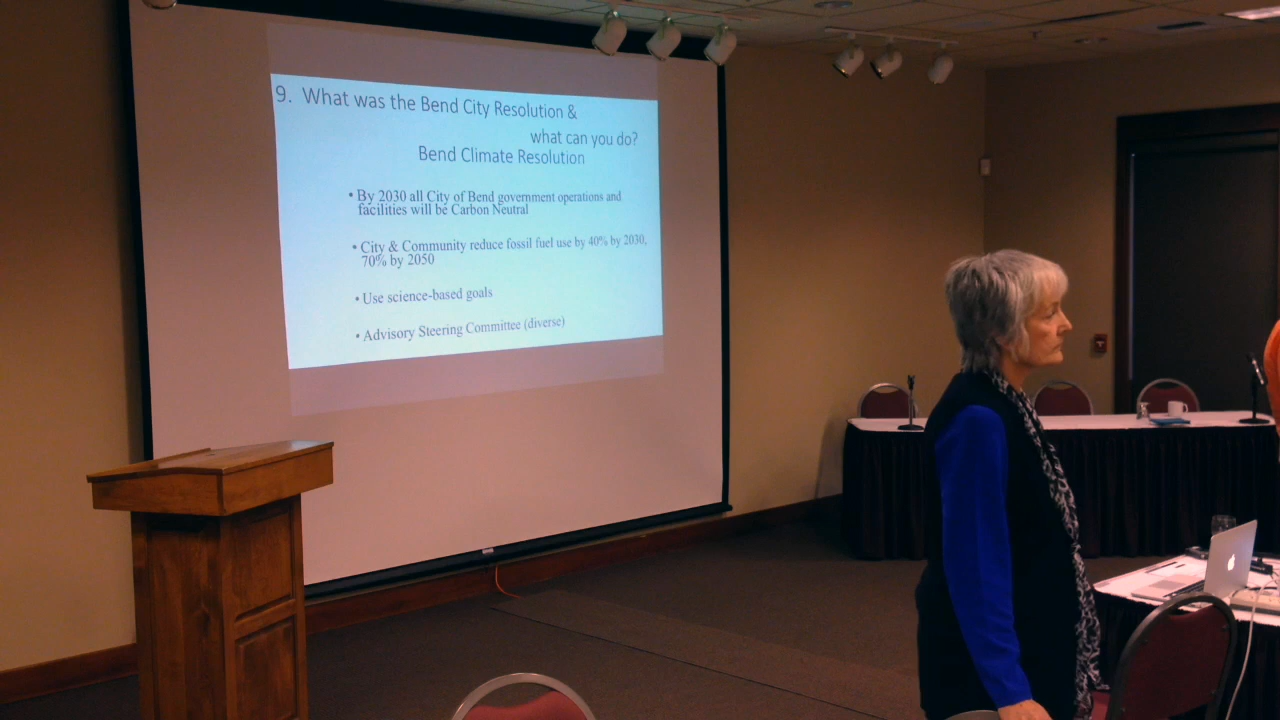 9. What was the Bend City Resolution &
what can you do?
Bend Climate Resolution
• By 2030 all City of Bend government operations and
facilities will be Carbon Neutral
• City & Community reduce fossil fuel use by 40% by 2030,
70% by 2050
• Use science-based goals
• Advisory Steering Committee (diverse)